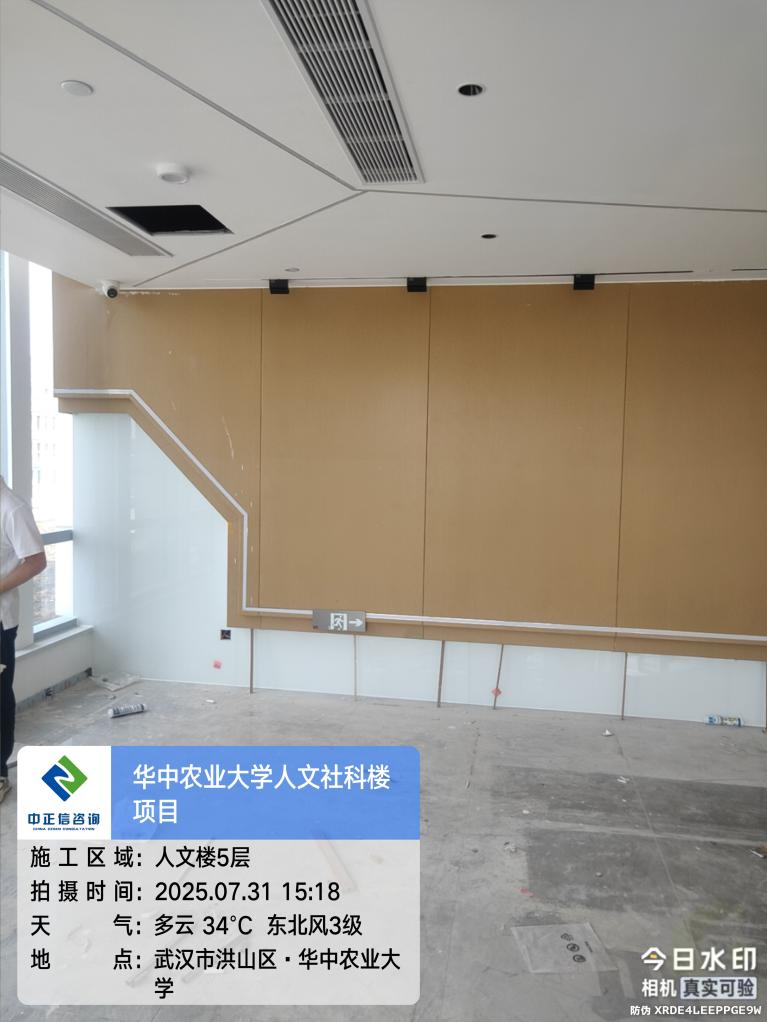 华中农业大学人文社科楼
项目
中正信咨询
施工区域：人文楼5层
拍摄时间：2025.07.31 15:18
天气：多云 34℃ 东北风3级
地点：武汉市洪山区·华中农业大
学
今日水印
相机 真实可验
防伪 XRDE4LEEPPGE9W